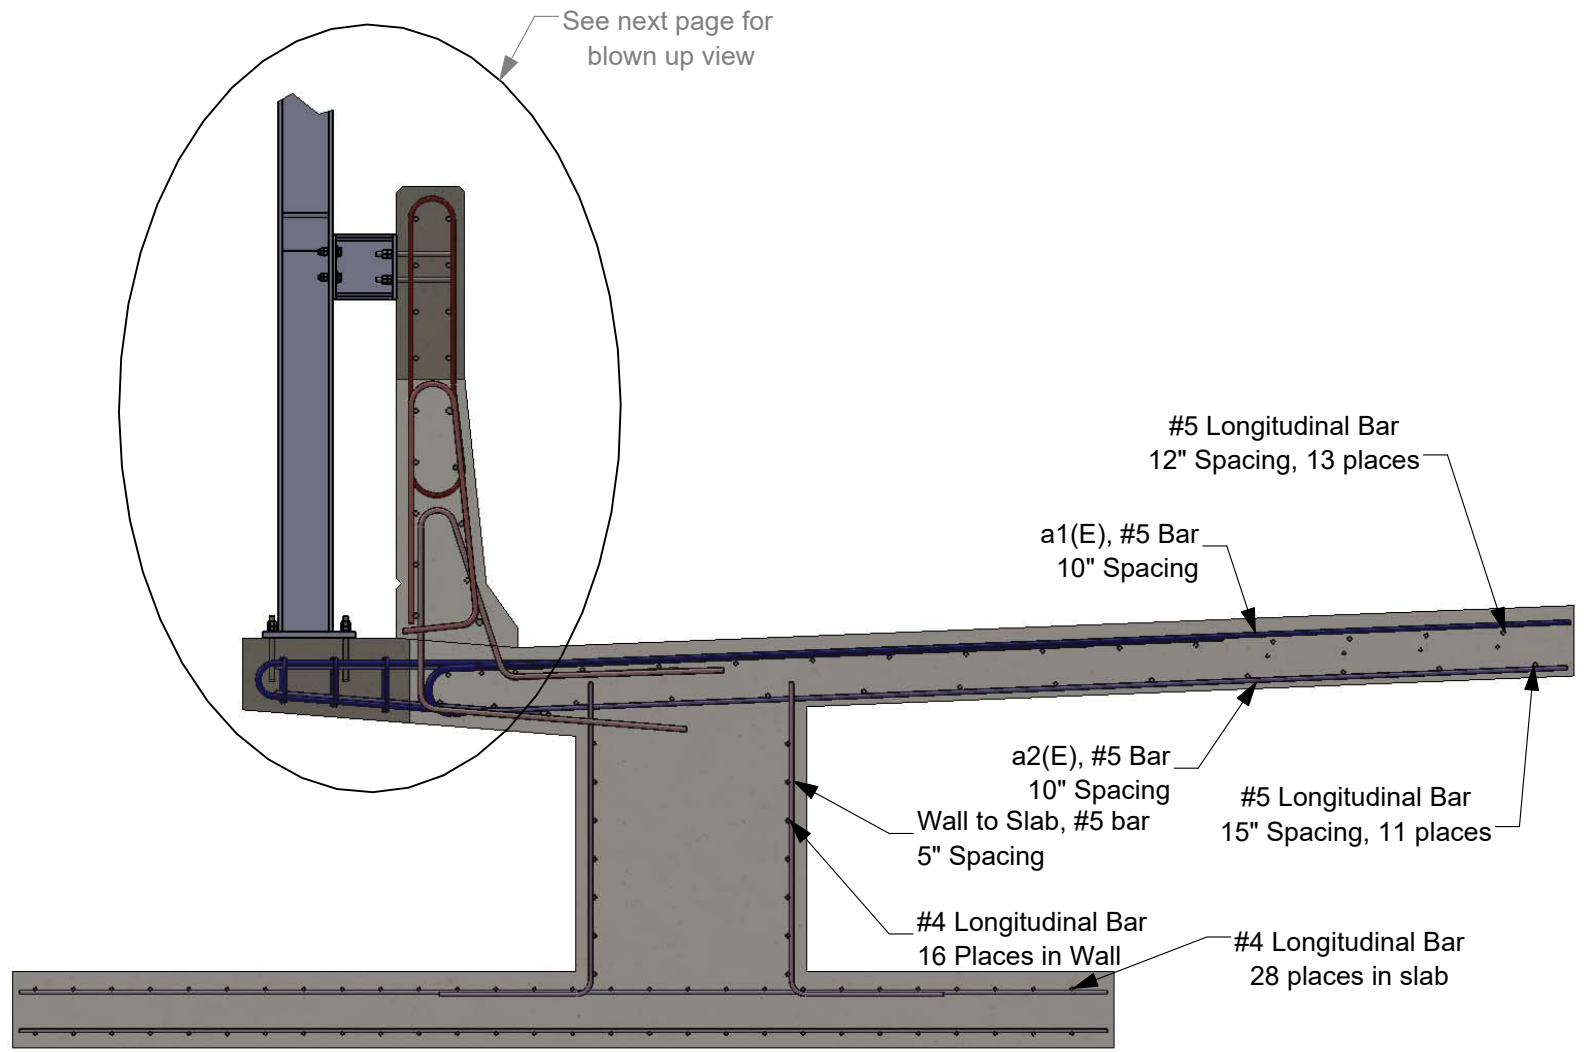 See next page for
blown up view
#5 Longitudinal Bar
12" Spacing, 13 places
a1(E), #5 Bar
10" Spacing
a2(E), #5 Bar
10" Spacing
#5 Longitudinal Bar
15" Spacing, 11 places
Wall to Slab, #5 bar
5" Spacing
#4 Longitudinal Bar
16 Places in Wall
#4 Longitudinal Bar
28 places in slab